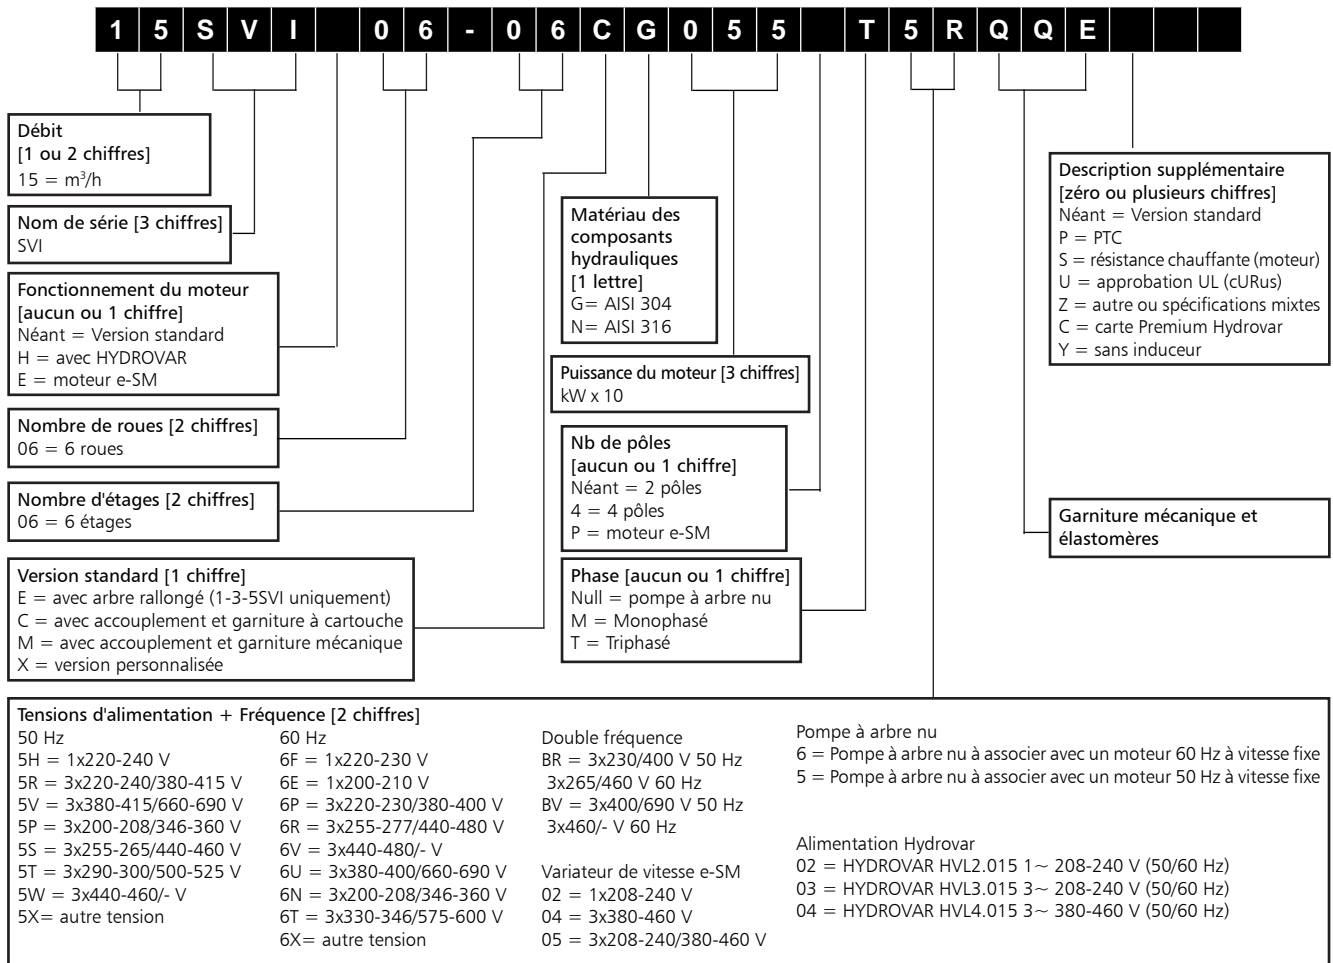 15SVI 06-06CG055 T5RQQE
Débit
[1 ou 2 chiffres]
15 = m³/h
Nom de série [3 chiffres]
SVI
Fonctionnement du moteur
[aucun ou 1 chiffre]
Néant = Version standard
H = avec HYDROVAR
E = moteur e-SM
Nombre de roues [2 chiffres]
06 = 6 roues
Nombre d'étages [2 chiffres]
06 = 6 étages
Version standard [1 chiffre]
E = avec arbre rallongé (1-3-5SVI uniquement)
C = avec accouplement et garniture à cartouche
M = avec accouplement et garniture mécanique
X = version personnalisée
Matériau des
composants
hydrauliques
[1 lettre]
G= AISI 304
N= AISI 316
Puissance du moteur [3 chiffres]
kW x 10
Nb de pôles
[aucun ou 1 chiffre]
Néant = 2 pôles
4 = 4 pôles
P = moteur e-SM
Phase [aucun ou 1 chiffre]
Null = pompe à arbre nu
M = Monophasé
T = Triphasé
Description supplémentaire
[zéro ou plusieurs chiffres]
Néant = Version standard
P = PTC
S = résistance chauffante (moteur)
U = approbation UL (cURus)
Z = autre ou spécifications mixtes
C = carte Premium Hydrovar
Y = sans inducteur
Garniture mécanique et
élastomères
Tensions d'alimentation + Fréquence [2 chiffres]
50 Hz
5H = 1x220-240 V
5R = 3x220-240/380-415 V
5V = 3x380-415/660-690 V
5P = 3x200-208/346-360 V
5S = 3x255-265/440-460 V
5T = 3x290-300/500-525 V
5W = 3x440-460/- V
5X= autre tension
60 Hz
6F = 1x220-230 V
6E = 1x200-210 V
6P = 3x220-230/380-400 V
6R = 3x255-277/440-480 V
6V = 3x440-480/- V
6U = 3x380-400/660-690 V
6N = 3x200-208/346-360 V
6T = 3x330-346/575-600 V
6X= autre tension
Double fréquence
BR = 3x230/400 V 50 Hz
3x265/460 V 60 Hz
BV = 3x400/690 V 50 Hz
3x460/- V 60 Hz
Variateur de vitesse e-SM
02 = 1x208-240 V
04 = 3x380-460 V
05 = 3x208-240/380-460 V
Pompe à arbre nu
6 = Pompe à arbre nu à associer avec un moteur 60 Hz à vitesse fixe
5 = Pompe à arbre nu à associer avec un moteur 50 Hz à vitesse fixe
Alimentation Hydrovar
02 = HYDROVAR HVL2.015 1~ 208-240 V (50/60 Hz)
03 = HYDROVAR HVL3.015 3~ 208-240 V (50/60 Hz)
04 = HYDROVAR HVL4.015 3~ 380-460 V (50/60 Hz)